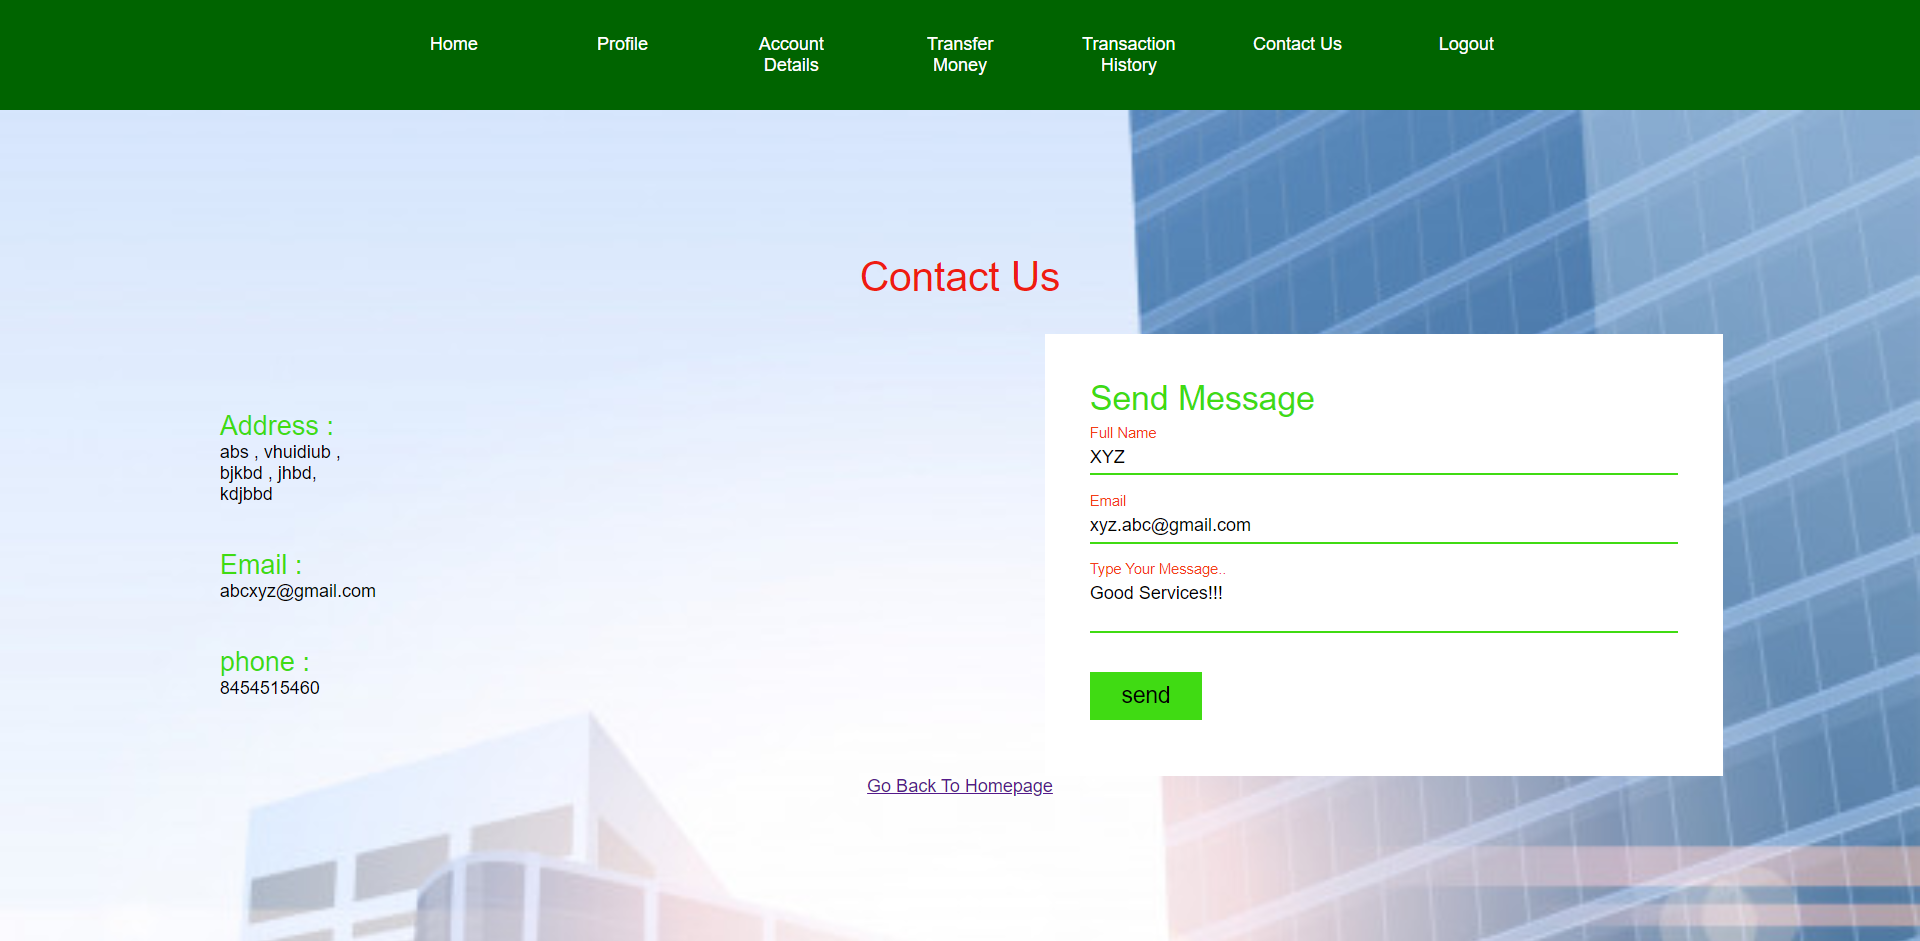 Home
Profile
Account
Details
Transfer
Money
Transaction
History
Contact Us
Logout
Contact Us
Address :
abs , vhuidiub ,
bjkbd , jhbd,
kdjbbd
Email :
abcxyz@gmail.com
phone :
8454515460
Send Message
Full Name
XYZ
Email
xyz.abc@gmail.com
Type Your Message..
Good Services!!!
send
Go Back To Homepage